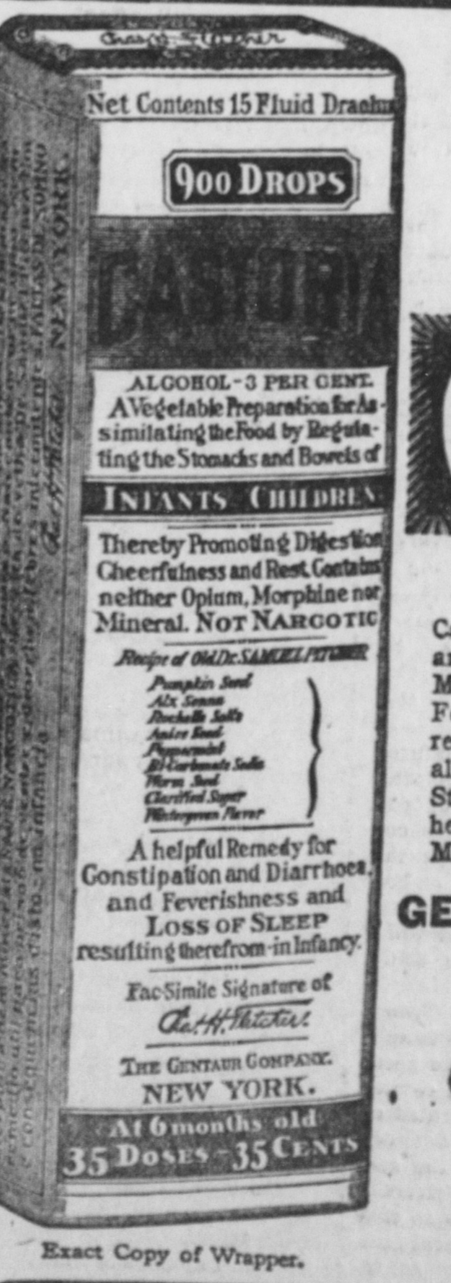 Chas. H. Fletcher
Net Contents 15 Fluid Drachms
900 DROPS
CASTORIA
ALCOHOL-3 PER CENT.
A Vegetable Preparation for As-
similating the Food by Regula-
ting the Stomachs and Bowels of
INFANTS CHILDREN
Thereby Promoting Digestion
Cheerfulness and Rest. Contains
neither Opium, Morphine nor
Mineral. NOT NARCOTIC
Recipe of Old Dr. SAMUEL PITCHER
Pumpkin Seed
Alx Senna
Rochelle Salts
Anise Seed
Peppermint
Bi-Carbonate Soda
Worm Seed
Clarified Sugar
Wintergreen Flavor
A helpful Remedy for
Constipation and Diarrhoea,
and Feverishness and
LOSS OF SLEEP
resulting therefrom-in Infancy.
Fac-Simile Signature of
Chas. H. Fletcher.
THE CENTAUR COMPANY.
NEW YORK.
At 6 months old
35 DOSES - 35 CENTS
NEW YORK.
Exact Copy of Wrapper.
GE